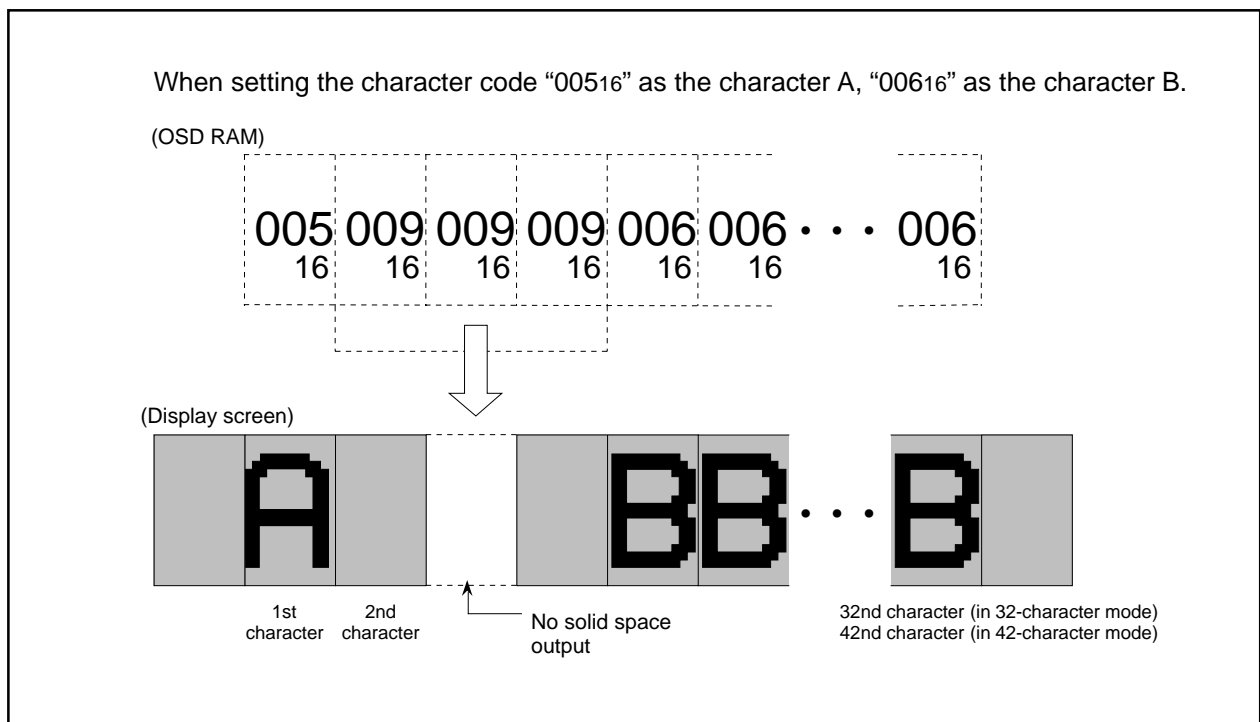 When setting the character code “00516” as the character A, “00616” as the character B.
(OSD RAM)
005 009 009 009 006 006 • • • 006
16 16 16 16 16 16 16
(Display screen)
A B B • • • B
1st
character
2nd
character
No solid space
output
32nd character (in 32-character mode)
42nd character (in 42-character mode)